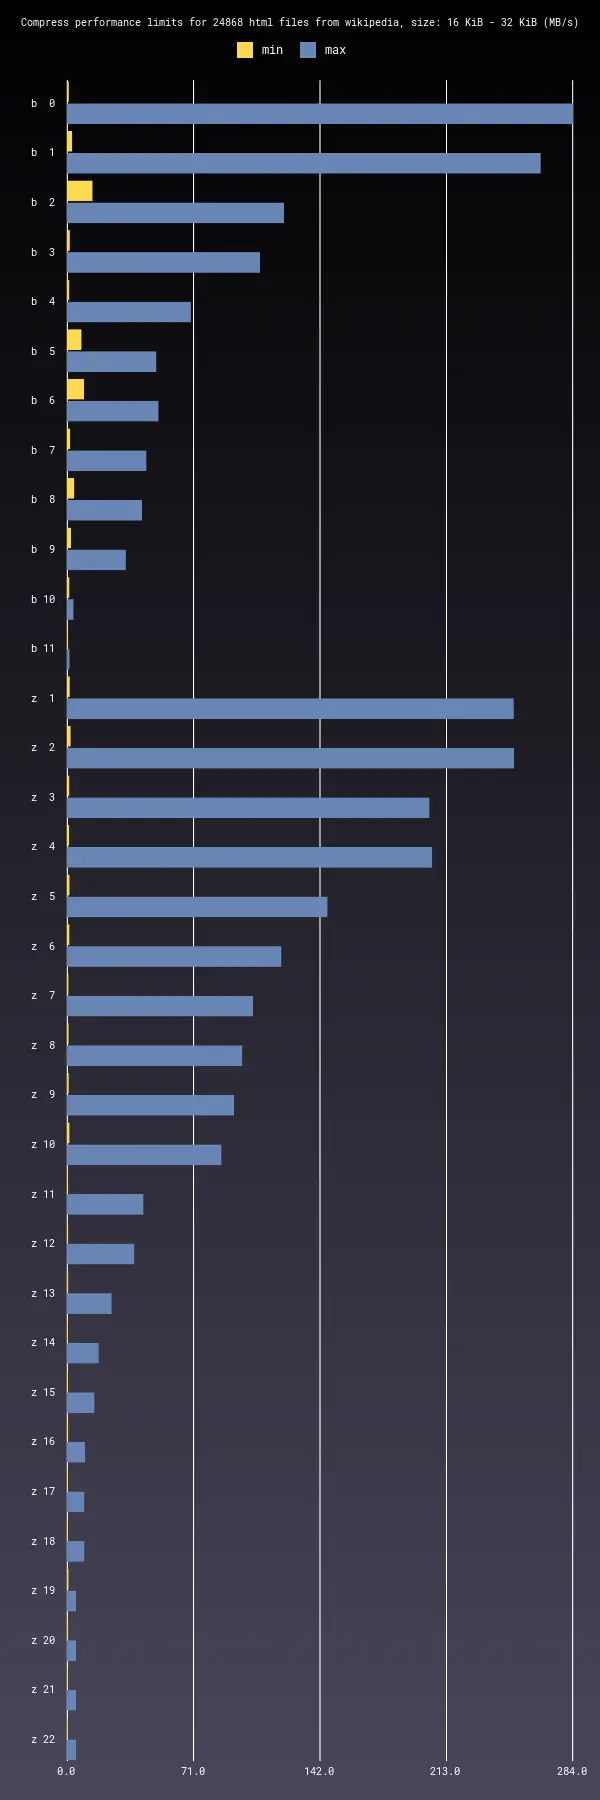 Compress performance limits for 24868 html files from wikipedia, size: 16 KiB - 32 KiB (MB/s)
min max
b 0
b 1
b 2
b 3
b 4
b 5
b 6
b 7
b 8
b 9
b 10
b 11
z 1
z 2
z 3
z 4
z 5
z 6
z 7
z 8
z 9
z 10
z 11
z 12
z 13
z 14
z 15
z 16
z 17
z 18
z 19
z 20
z 21
z 22
0.0 71.0 142.0 213.0 284.0